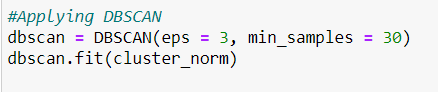 #Applying DBSCAN
dbscan = DBSCAN(eps = 3, min_samples = 30)
dbscan.fit(cluster_norm)